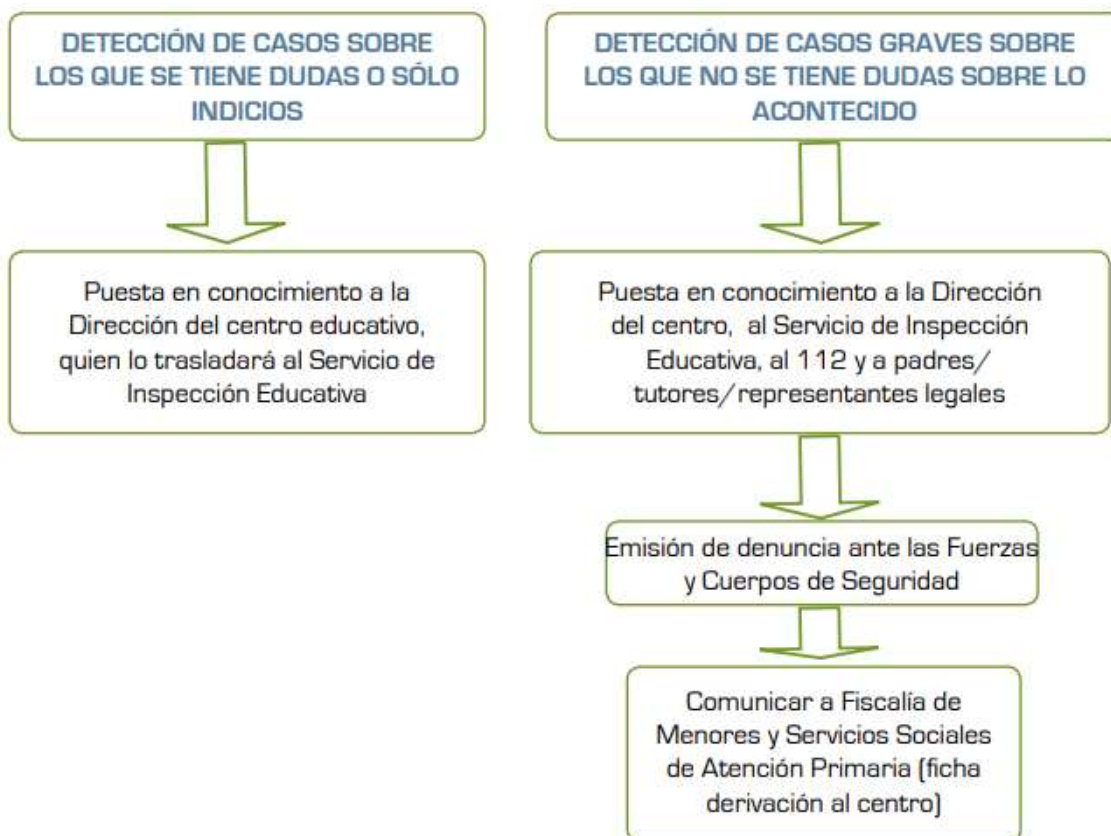 DETECCIÓN DE CASOS SOBRE
LOS QUE SE TIENE DUDAS O SÓLO
INDICIOS
Puesta en conocimiento a la
Dirección del centro educativo,
quien lo trasladará al Servicio de
Inspección Educativa
DETECCIÓN DE CASOS GRAVES SOBRE
LOS QUE NO SE TIENE DUDAS SOBRE LO
ACONTECIDO
Puesta en conocimiento a la Dirección
del centro, al Servicio de Inspección
Educativa, al 112 y a padres/
tutores/representantes legales
Emisión de denuncia ante las Fuerzas
y Cuerpos de Seguridad
Comunicar a Fiscalía de
Menores y Servicios Sociales
de Atención Primaria (ficha
derivación al centro)